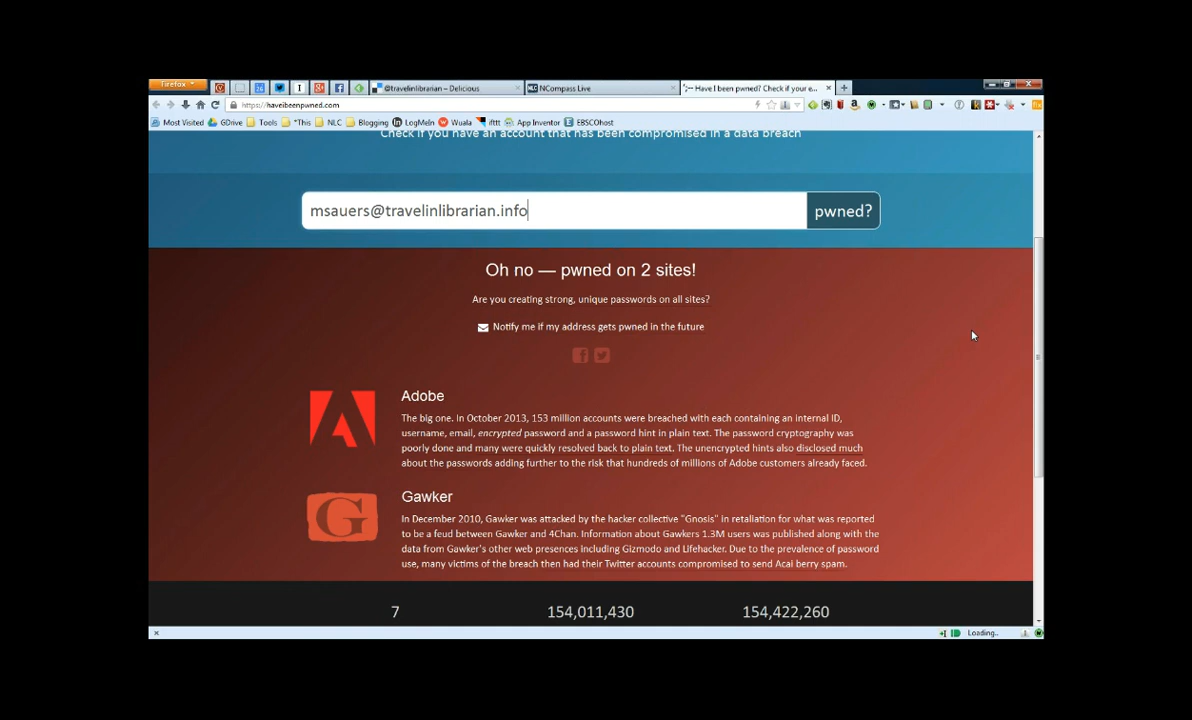 Firefox
@travelinlibrarian – Delicious
NCompass Live
Have I been pwned? Check if your e...
https://haveibeenpwned.com
Most Visited
GDrive
Tools
*This
NLC
Blogging
LogMeIn
Wuala
ifttt
App Inventor
EBSCOhost
Check if you have an account that has been compromised in a data breach
msauers@travelinlibrarian.info
pwned?
Oh no — pwned on 2 sites!
Are you creating strong, unique passwords on all sites?
Notify me if my address gets pwned in the future
Adobe
The big one. In October 2013, 153 million accounts were breached with each containing an internal ID,
username, email, encrypted password and a password hint in plain text. The password cryptography was
poorly done and many were quickly resolved back to plain text. The unencrypted hints also disclosed much
about the passwords adding further to the risk that hundreds of millions of Adobe customers already faced.
Gawker
In December 2010, Gawker was attacked by the hacker collective "Gnosis" in retaliation for what was reported
to be a feud between Gawker and 4Chan. Information about Gawkers 1.3M users was published along with the
data from Gawker's other web presences including Gizmodo and Lifehacker. Due to the prevalence of password
use, many victims of the breach then had their Twitter accounts compromised to send Acai berry spam.
7
154,011,430
154,422,260
Loading..